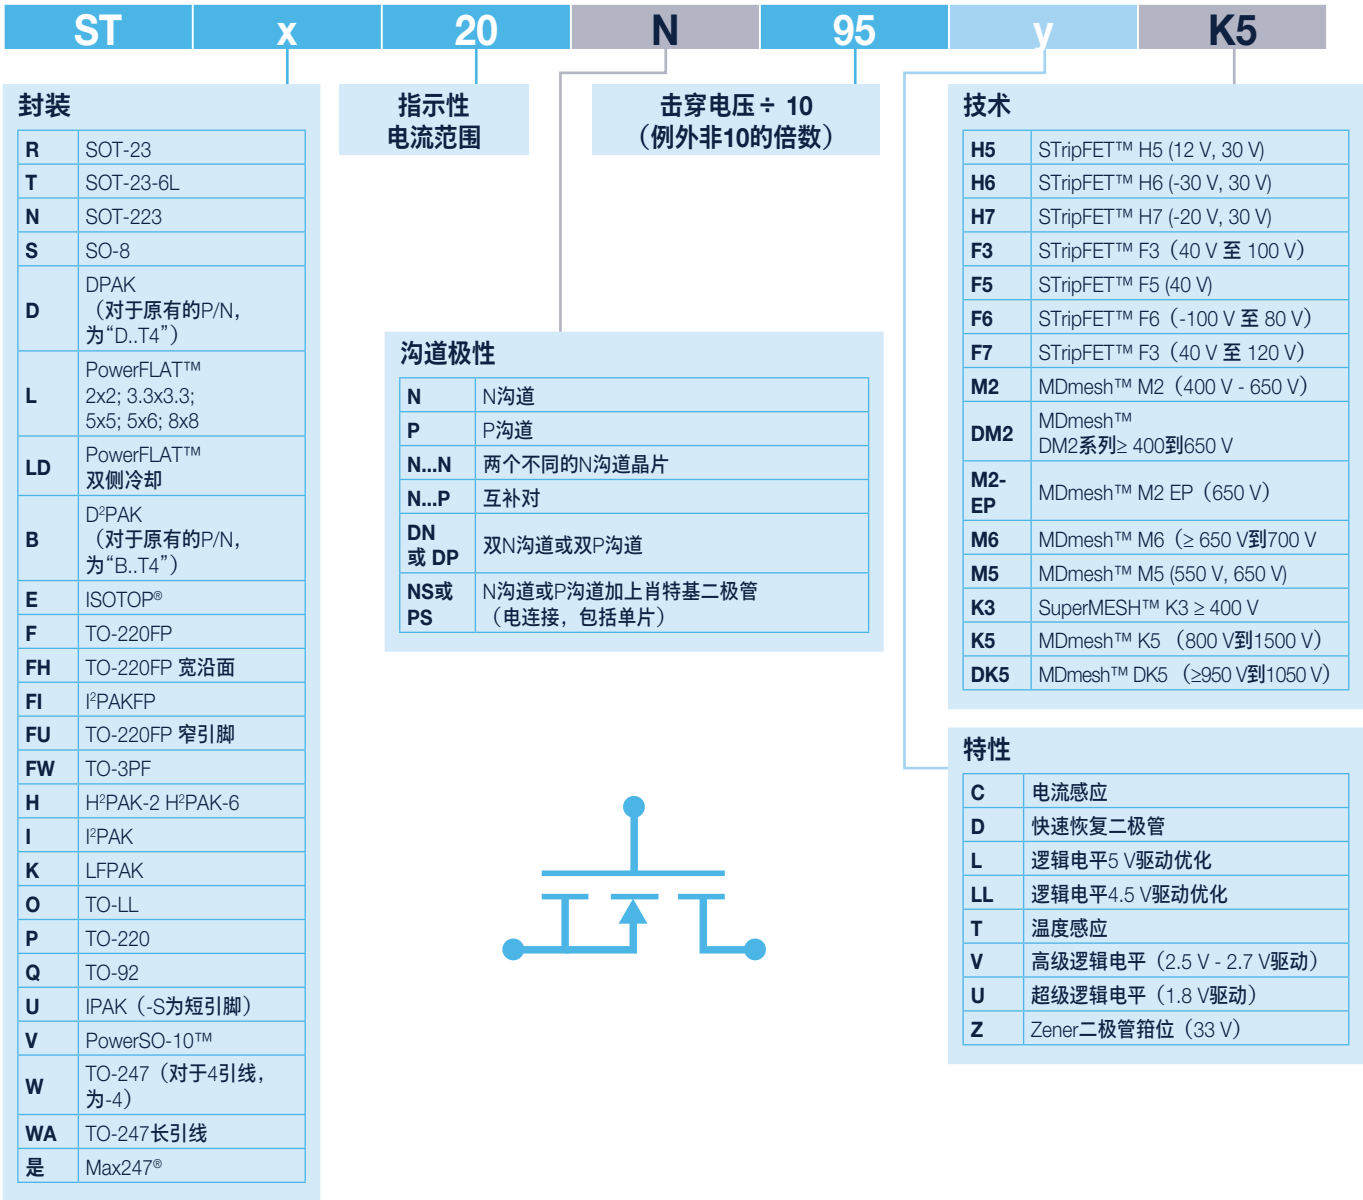 ST x 20 N 95 y K5
封装
R SOT-23
T SOT-23-6L
N SOT-223
S SO-8
D DPAK
（对于原有的P/N，
为“D..T4”）
L PowerFLAT™
2x2; 3.3x3.3;
5x5; 5x6; 8x8
LD PowerFLAT™
双侧冷却
B D²PAK
（对于原有的P/N，
为“B..T4”）
E ISOTOP®
F TO-220FP
FH TO-220FP 宽沿面
FI I²PAKFP
FU TO-220FP 窄引脚
FW TO-3PF
H H²PAK-2 H²PAK-6
I I²PAK
K LFPAK
O TO-LL
P TO-220
Q TO-92
U IPAK（-S为短引脚）
V PowerSO-10™
W TO-247（对于4引线，
为-4）
WA TO-247长引线
是 Max247®
指示性
电流范围
沟道极性
N N沟道
P P沟道
N...N 两个不同的N沟道晶片
N...P 互补对
DN
或 DP 双N沟道或双P沟道
NS或
PS N沟道或P沟道加上肖特基二极管
（电连接，包括单片）
击穿电压÷ 10
（例外非10的倍数）
技术
H5 STripFET™ H5 (12 V, 30 V)
H6 STripFET™ H6 (-30 V, 30 V)
H7 STripFET™ H7 (-20 V, 30 V)
F3 STripFET™ F3（40 V 至 100 V）
F5 STripFET™ F5 (40 V)
F6 STripFET™ F6（-100 V 至 80 V）
F7 STripFET™ F3（40 V 至 120 V）
M2 MDmesh™ M2（400 V - 650 V）
DM2 MDmesh™
DM2系列≥ 400到650 V
M2-
EP MDmesh™ M2 EP（650 V）
M6 MDmesh™ M6（≥ 650 V到700 V
M5 MDmesh™ M5 (550 V, 650 V)
K3 SuperMESH™ K3 ≥ 400 V
K5 MDmesh™ K5 （800 V到1500 V）
DK5 MDmesh™ DK5 （≥950 V到1050 V）
特性
C 电流感应
D 快速恢复二极管
L 逻辑电平5 V驱动优化
LL 逻辑电平4.5 V驱动优化
T 温度感应
V 高级逻辑电平（2.5 V - 2.7 V驱动）
U 超级逻辑电平（1.8 V驱动）
Z Zener二极管箝位（33 V）